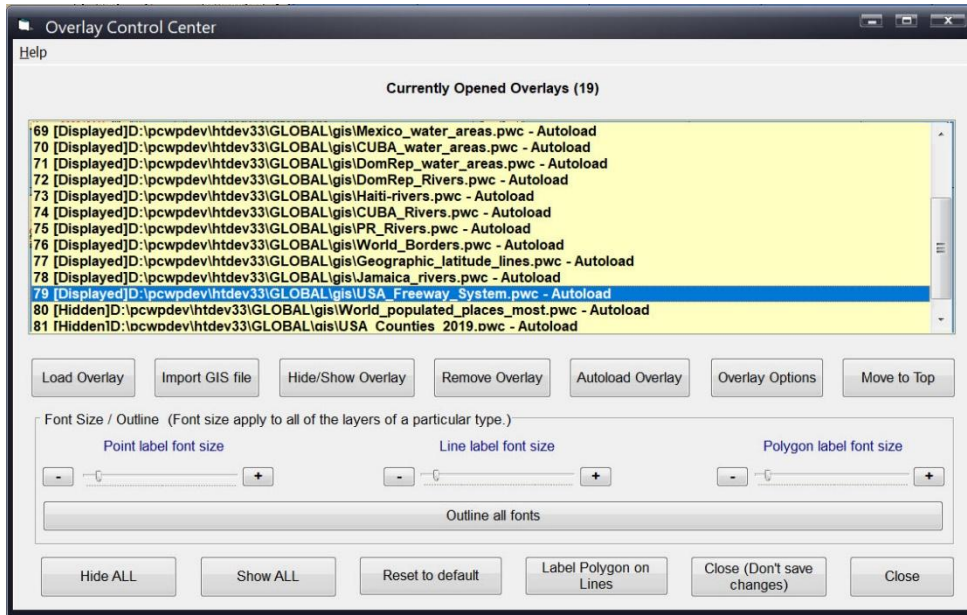 Overlay Control Center
Help
Currently Opened Overlays (19)
69 [Displayed]D:\pcwpdev\htdev33\GLOBAL\gis\Mexico_water_areas.pwc - Autoload
70 [Displayed]D:\pcwpdev\htdev33\GLOBAL\gis\CUBA_water_areas.pwc - Autoload
71 [Displayed]D:\pcwpdev\htdev33\GLOBAL\gis\DomRep_water_areas.pwc - Autoload
72 [Displayed]D:\pcwpdev\htdev33\GLOBAL\gis\DomRep_Rivers.pwc - Autoload
73 [Displayed]D:\pcwpdev\htdev33\GLOBAL\gis\Haiti-rivers.pwc - Autoload
74 [Displayed]D:\pcwpdev\htdev33\GLOBAL\gis\CUBA_Rivers.pwc - Autoload
75 [Displayed]D:\pcwpdev\htdev33\GLOBAL\gis\PR_Rivers.pwc - Autoload
76 [Displayed]D:\pcwpdev\htdev33\GLOBAL\gis\World_Borders.pwc - Autoload
77 [Displayed]D:\pcwpdev\htdev33\GLOBAL\gis\Geographic_latitude_lines.pwc - Autoload
78 [Displayed]D:\pcwpdev\htdev33\GLOBAL\gis\Jamaica_rivers.pwc - Autoload
79 [Displayed]D:\pcwpdev\htdev33\GLOBAL\gis\USA_Freeway_System.pwc - Autoload
80 [Hidden]D:\pcwpdev\htdev33\GLOBAL\gis\World_populated_places_most.pwc - Autoload
81 [Hidden]D:\pcwpdev\htdev33\GLOBAL\gis\USA_Counties_2019.pwc - Autoload
Load Overlay Import GIS file Hide/Show Overlay Remove Overlay Autoload Overlay Overlay Options Move to Top
Font Size / Outline (Font size apply to all of the layers of a particular type.)
Point label font size Line label font size Polygon label font size
- + - + - +
Outline all fonts
Hide ALL Show ALL Reset to default Label Polygon on Lines Close (Don't save changes) Close